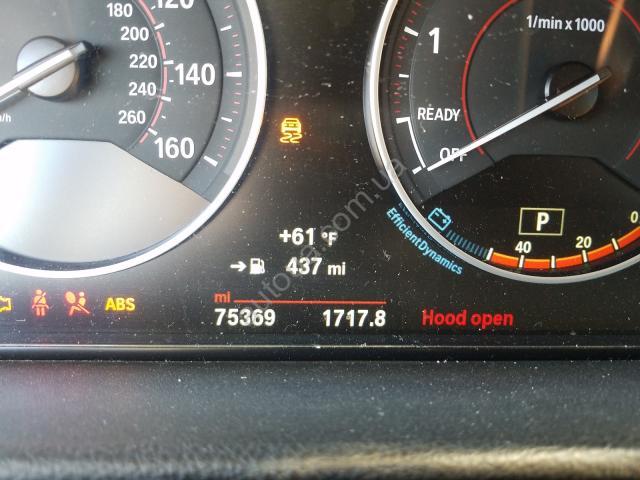 120
180
200
220
240
260
140
160
1/min x 1000
1
READY
OFF
EfficientDynamics
P
40
20
0
+61 °F
437 mi
ABS
mi
75369
1717.8
Hood open